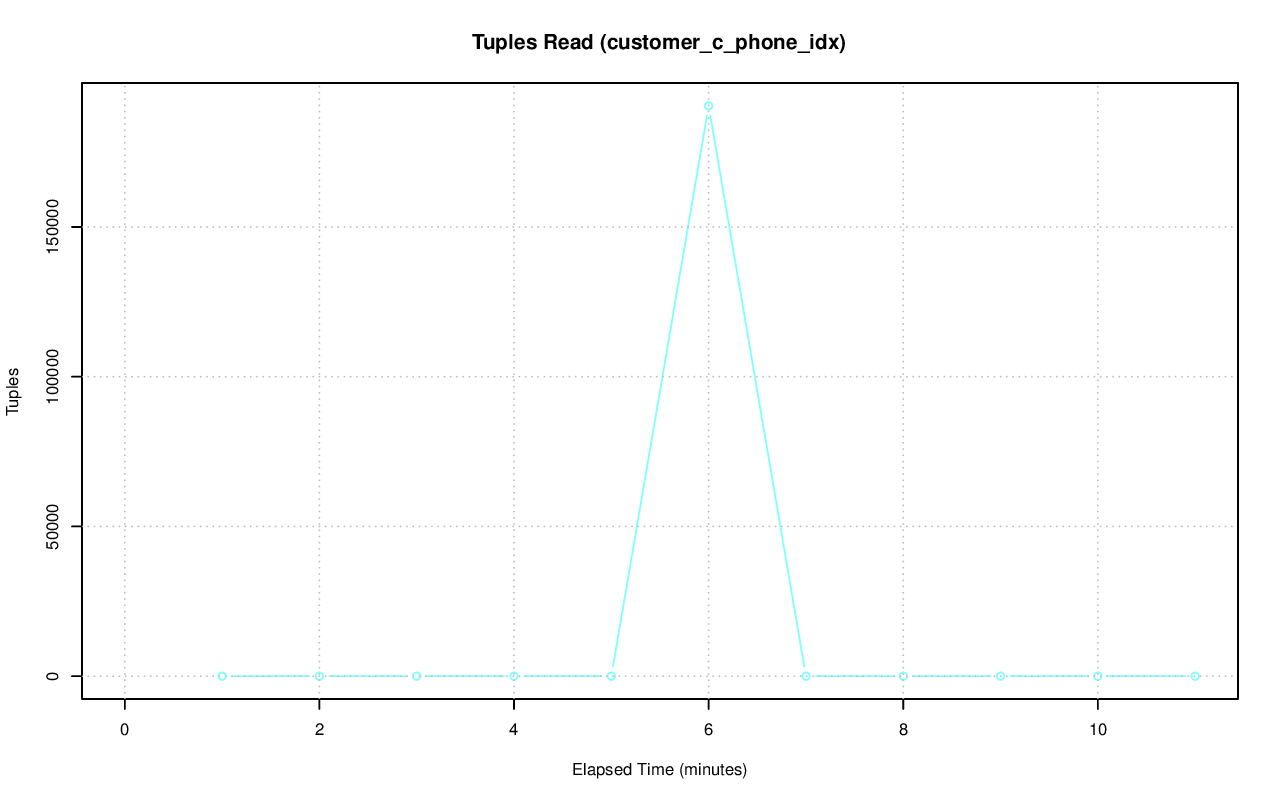 Tuples Read (customer_c_phone_idx)
Tuples
150000
100000
50000
0
0 2 4 6 8 10
Elapsed Time (minutes)